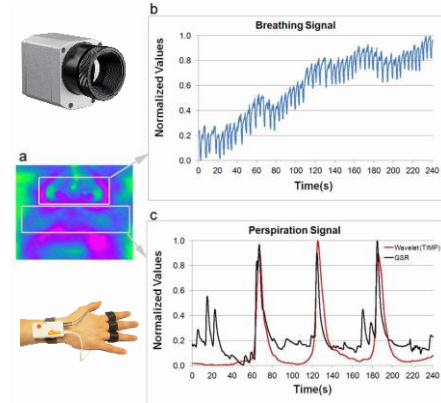 b
Breathing Signal
Normalized Values
1.0
0.8
0.6
0.4
0.2
0.0
0 20 40 60 80 100 120 140 160 180 200 220 240
Time(s)
a
c
Perspiration Signal
Normalized Values
1.0
0.8
0.6
0.4
0.2
0.0
Wavelet (TIMP)
GSR
0 20 40 60 80 100 120 140 160 180 200 220 240
Time(s)